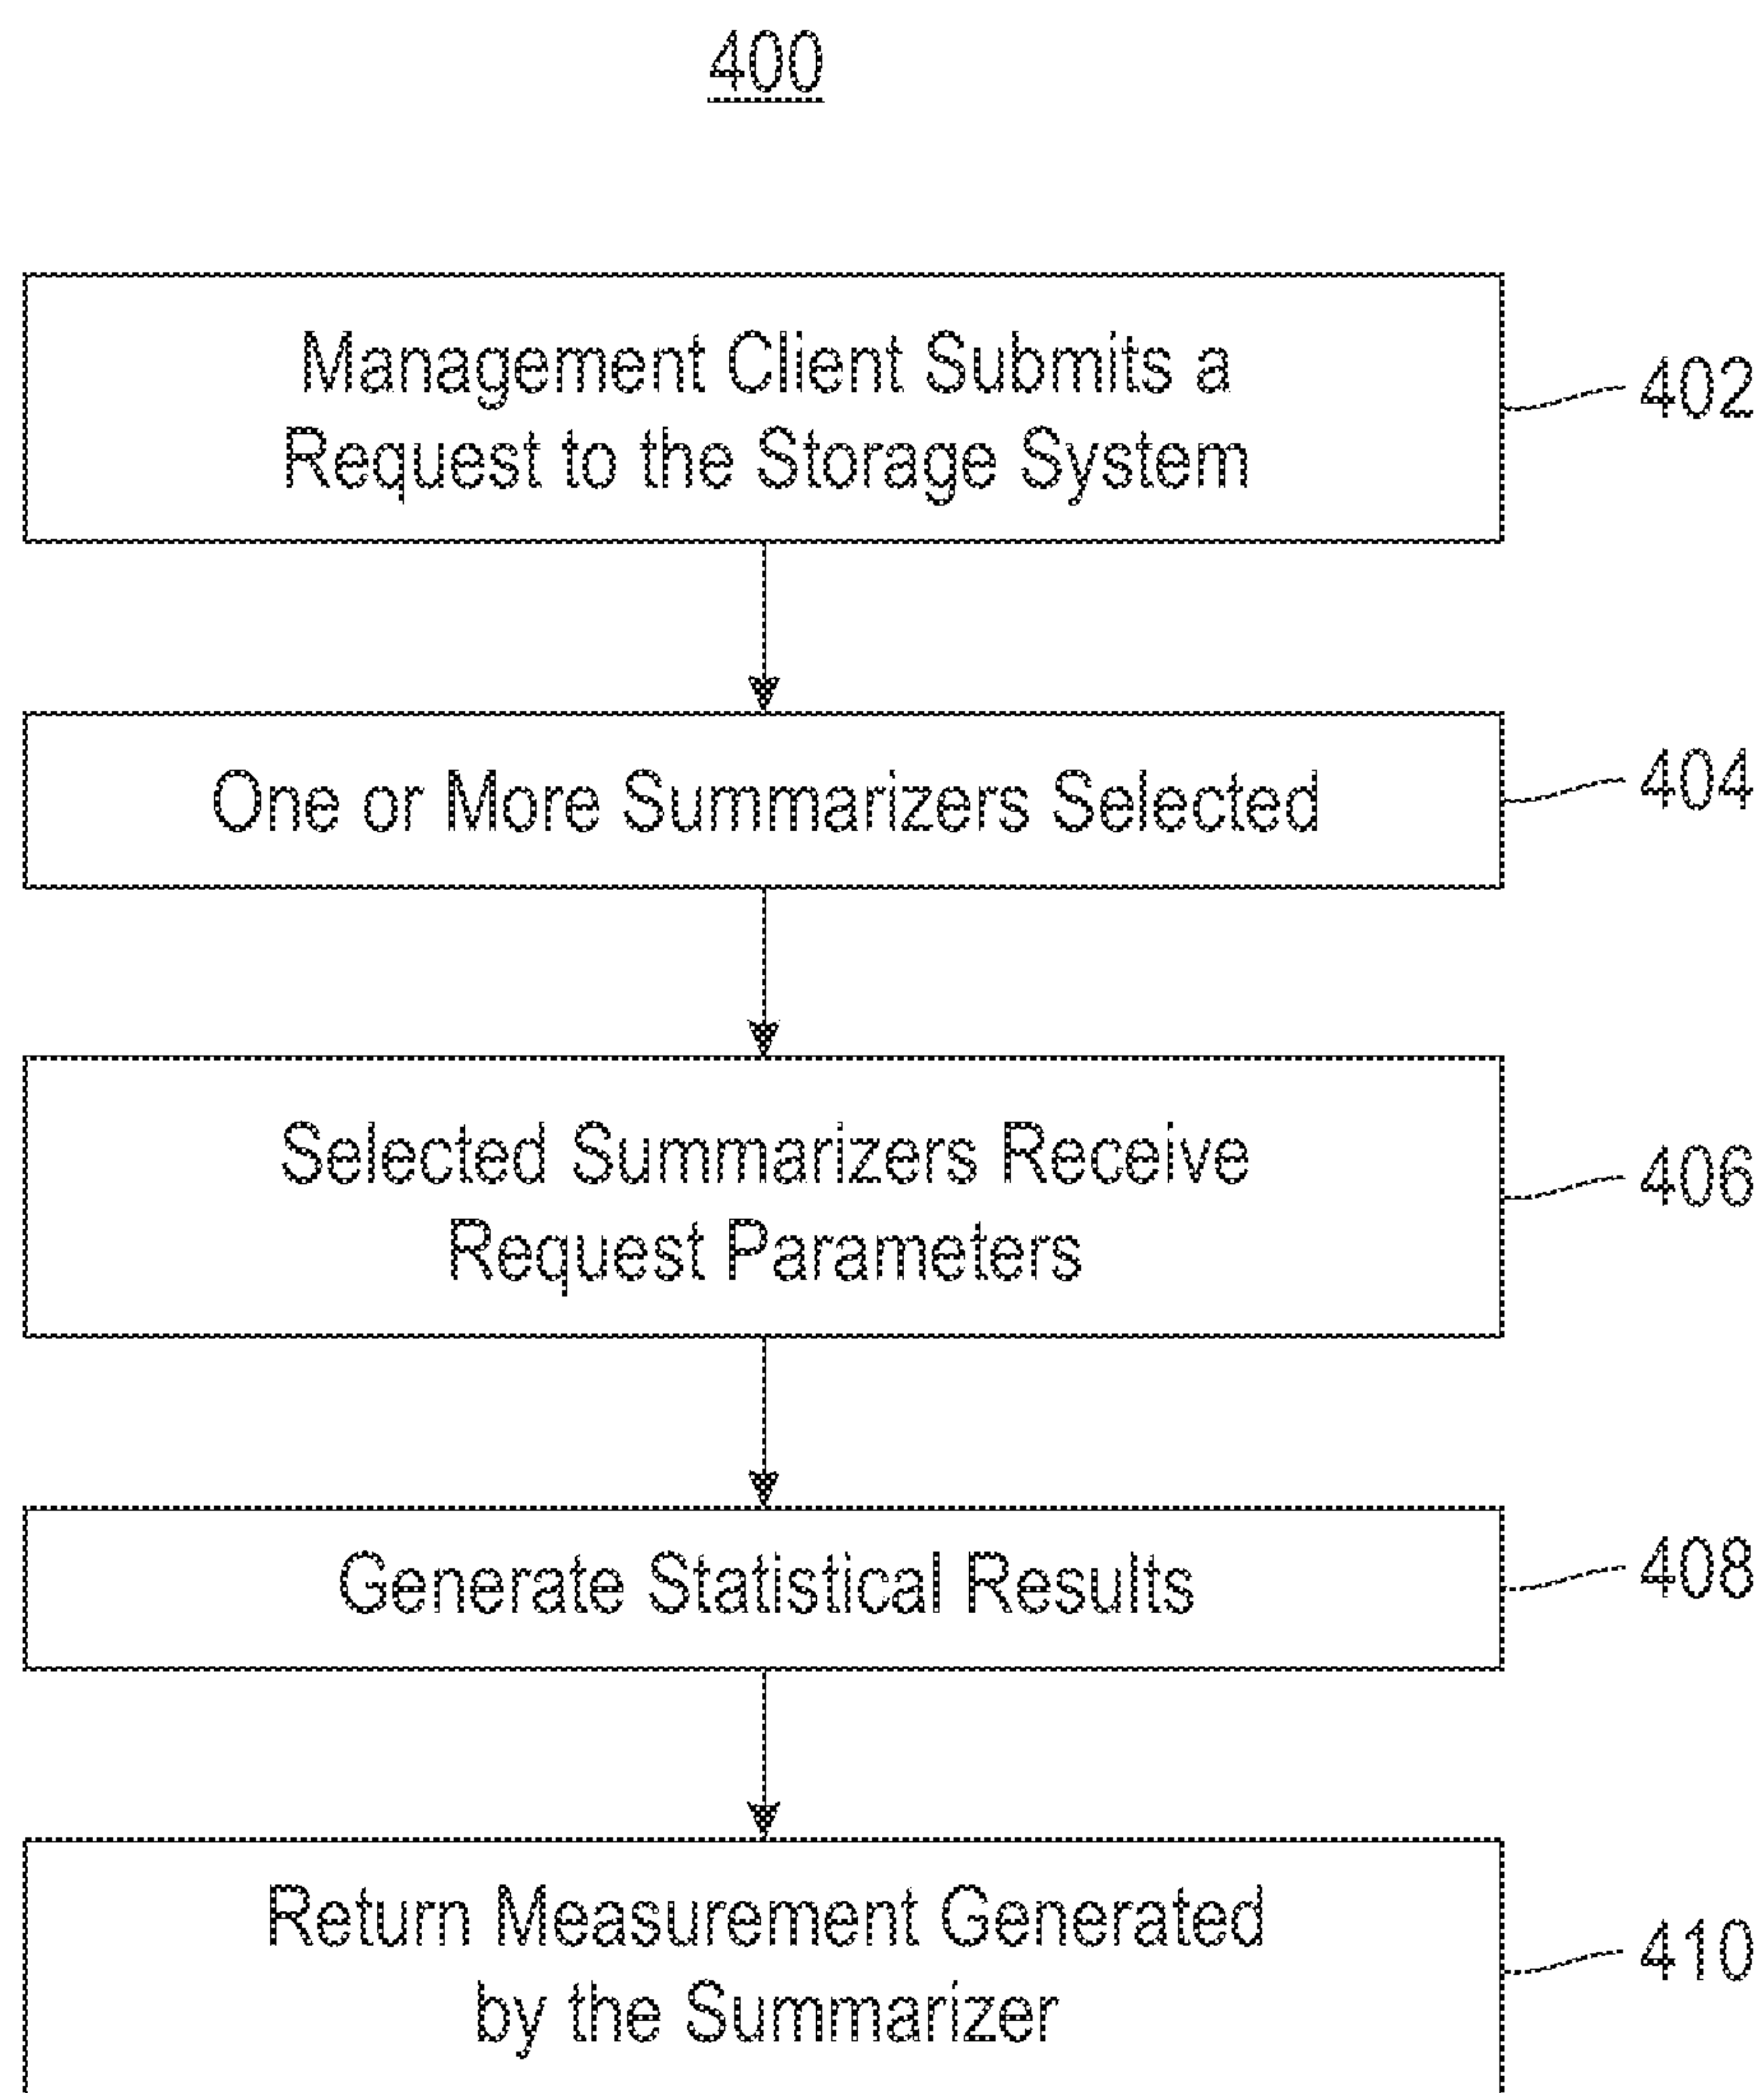 400
Management Client Submits a
Request to the Storage System
402
One or More Summarizers Selected
404
Selected Summarizers Receive
Request Parameters
406
Generate Statistical Results
408
Return Measurement Generated
by the Summarizer
410